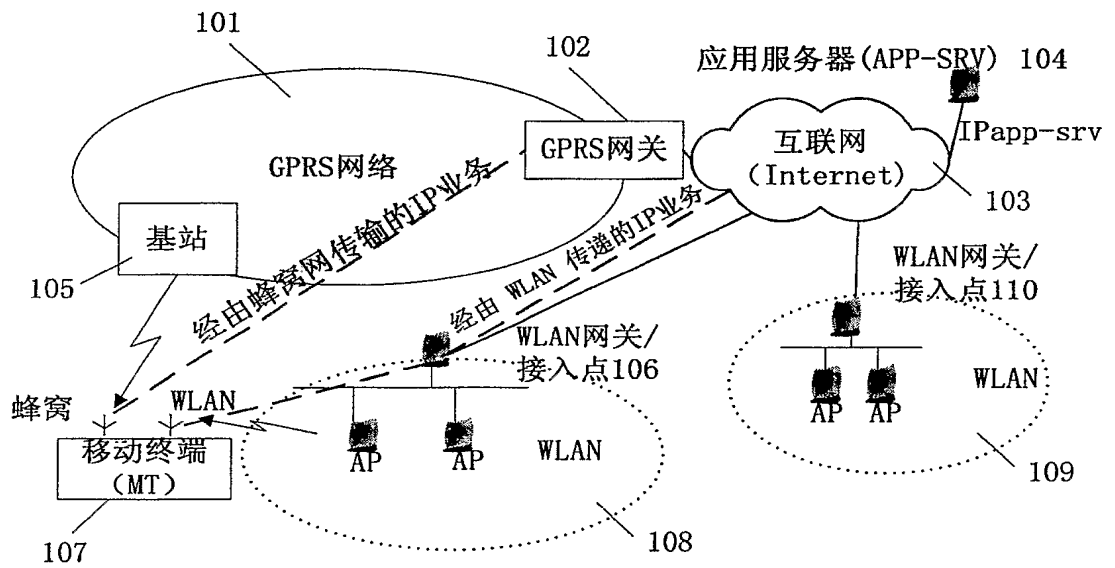 101
102
应用服务器(APP-SRV) 104
GPRS网关
互联网
(Internet)
IPapp-srv
103
GPRS网络
基站
105
经由蜂窝网传输的IP业务
经由 WLAN 传递的IP业务
WLAN网关/
接入点110
WLAN网关/
接入点106
蜂窝
WLAN
移动终端
(MT)
107
AP
AP
WLAN
108
AP
AP
WLAN
109